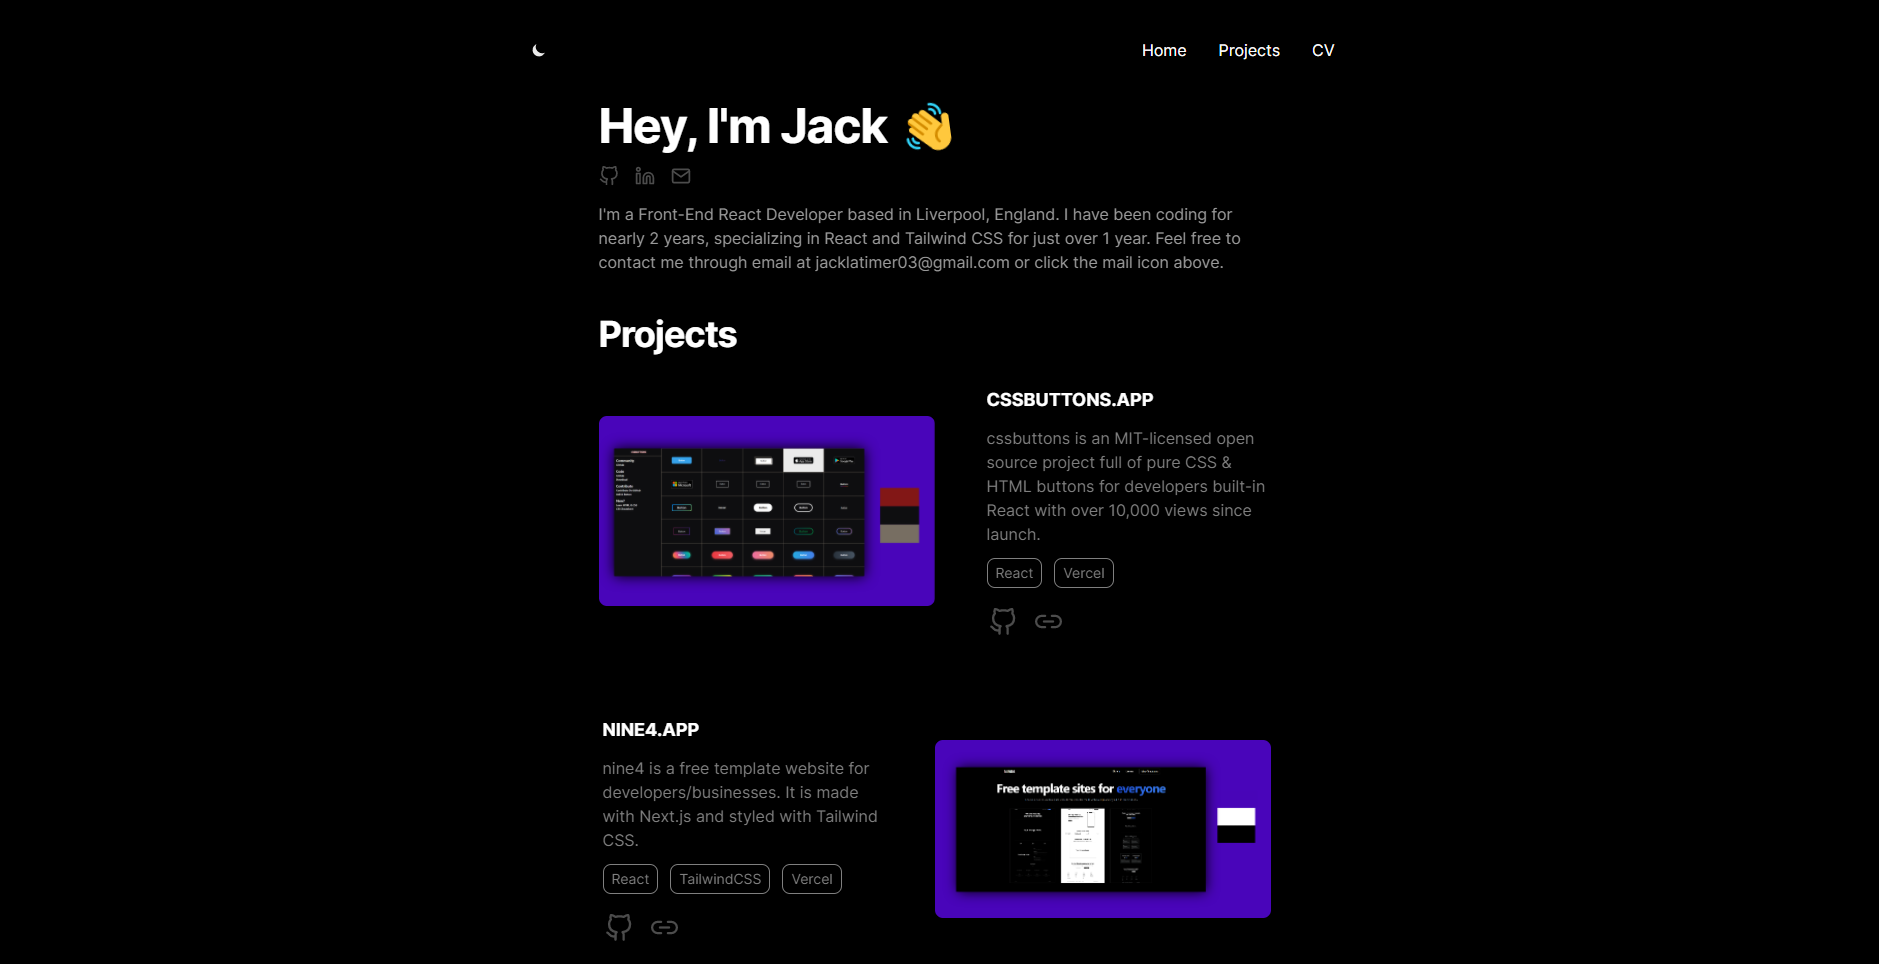 Home Projects CV
Hey, I'm Jack 👋
I'm a Front-End React Developer based in Liverpool, England. I have been coding for
nearly 2 years, specializing in React and Tailwind CSS for just over 1 year. Feel free to
contact me through email at jacklatimer03@gmail.com or click the mail icon above.
Projects
CSSBUTTONS.APP
cssbuttons is an MIT-licensed open
source project full of pure CSS &
HTML buttons for developers built-in
React with over 10,000 views since
launch.
React Vercel
NINE4.APP
nine4 is a free template website for
developers/businesses. It is made
with Next.js and styled with Tailwind
CSS.
React TailwindCSS Vercel
Free template sites for everyone